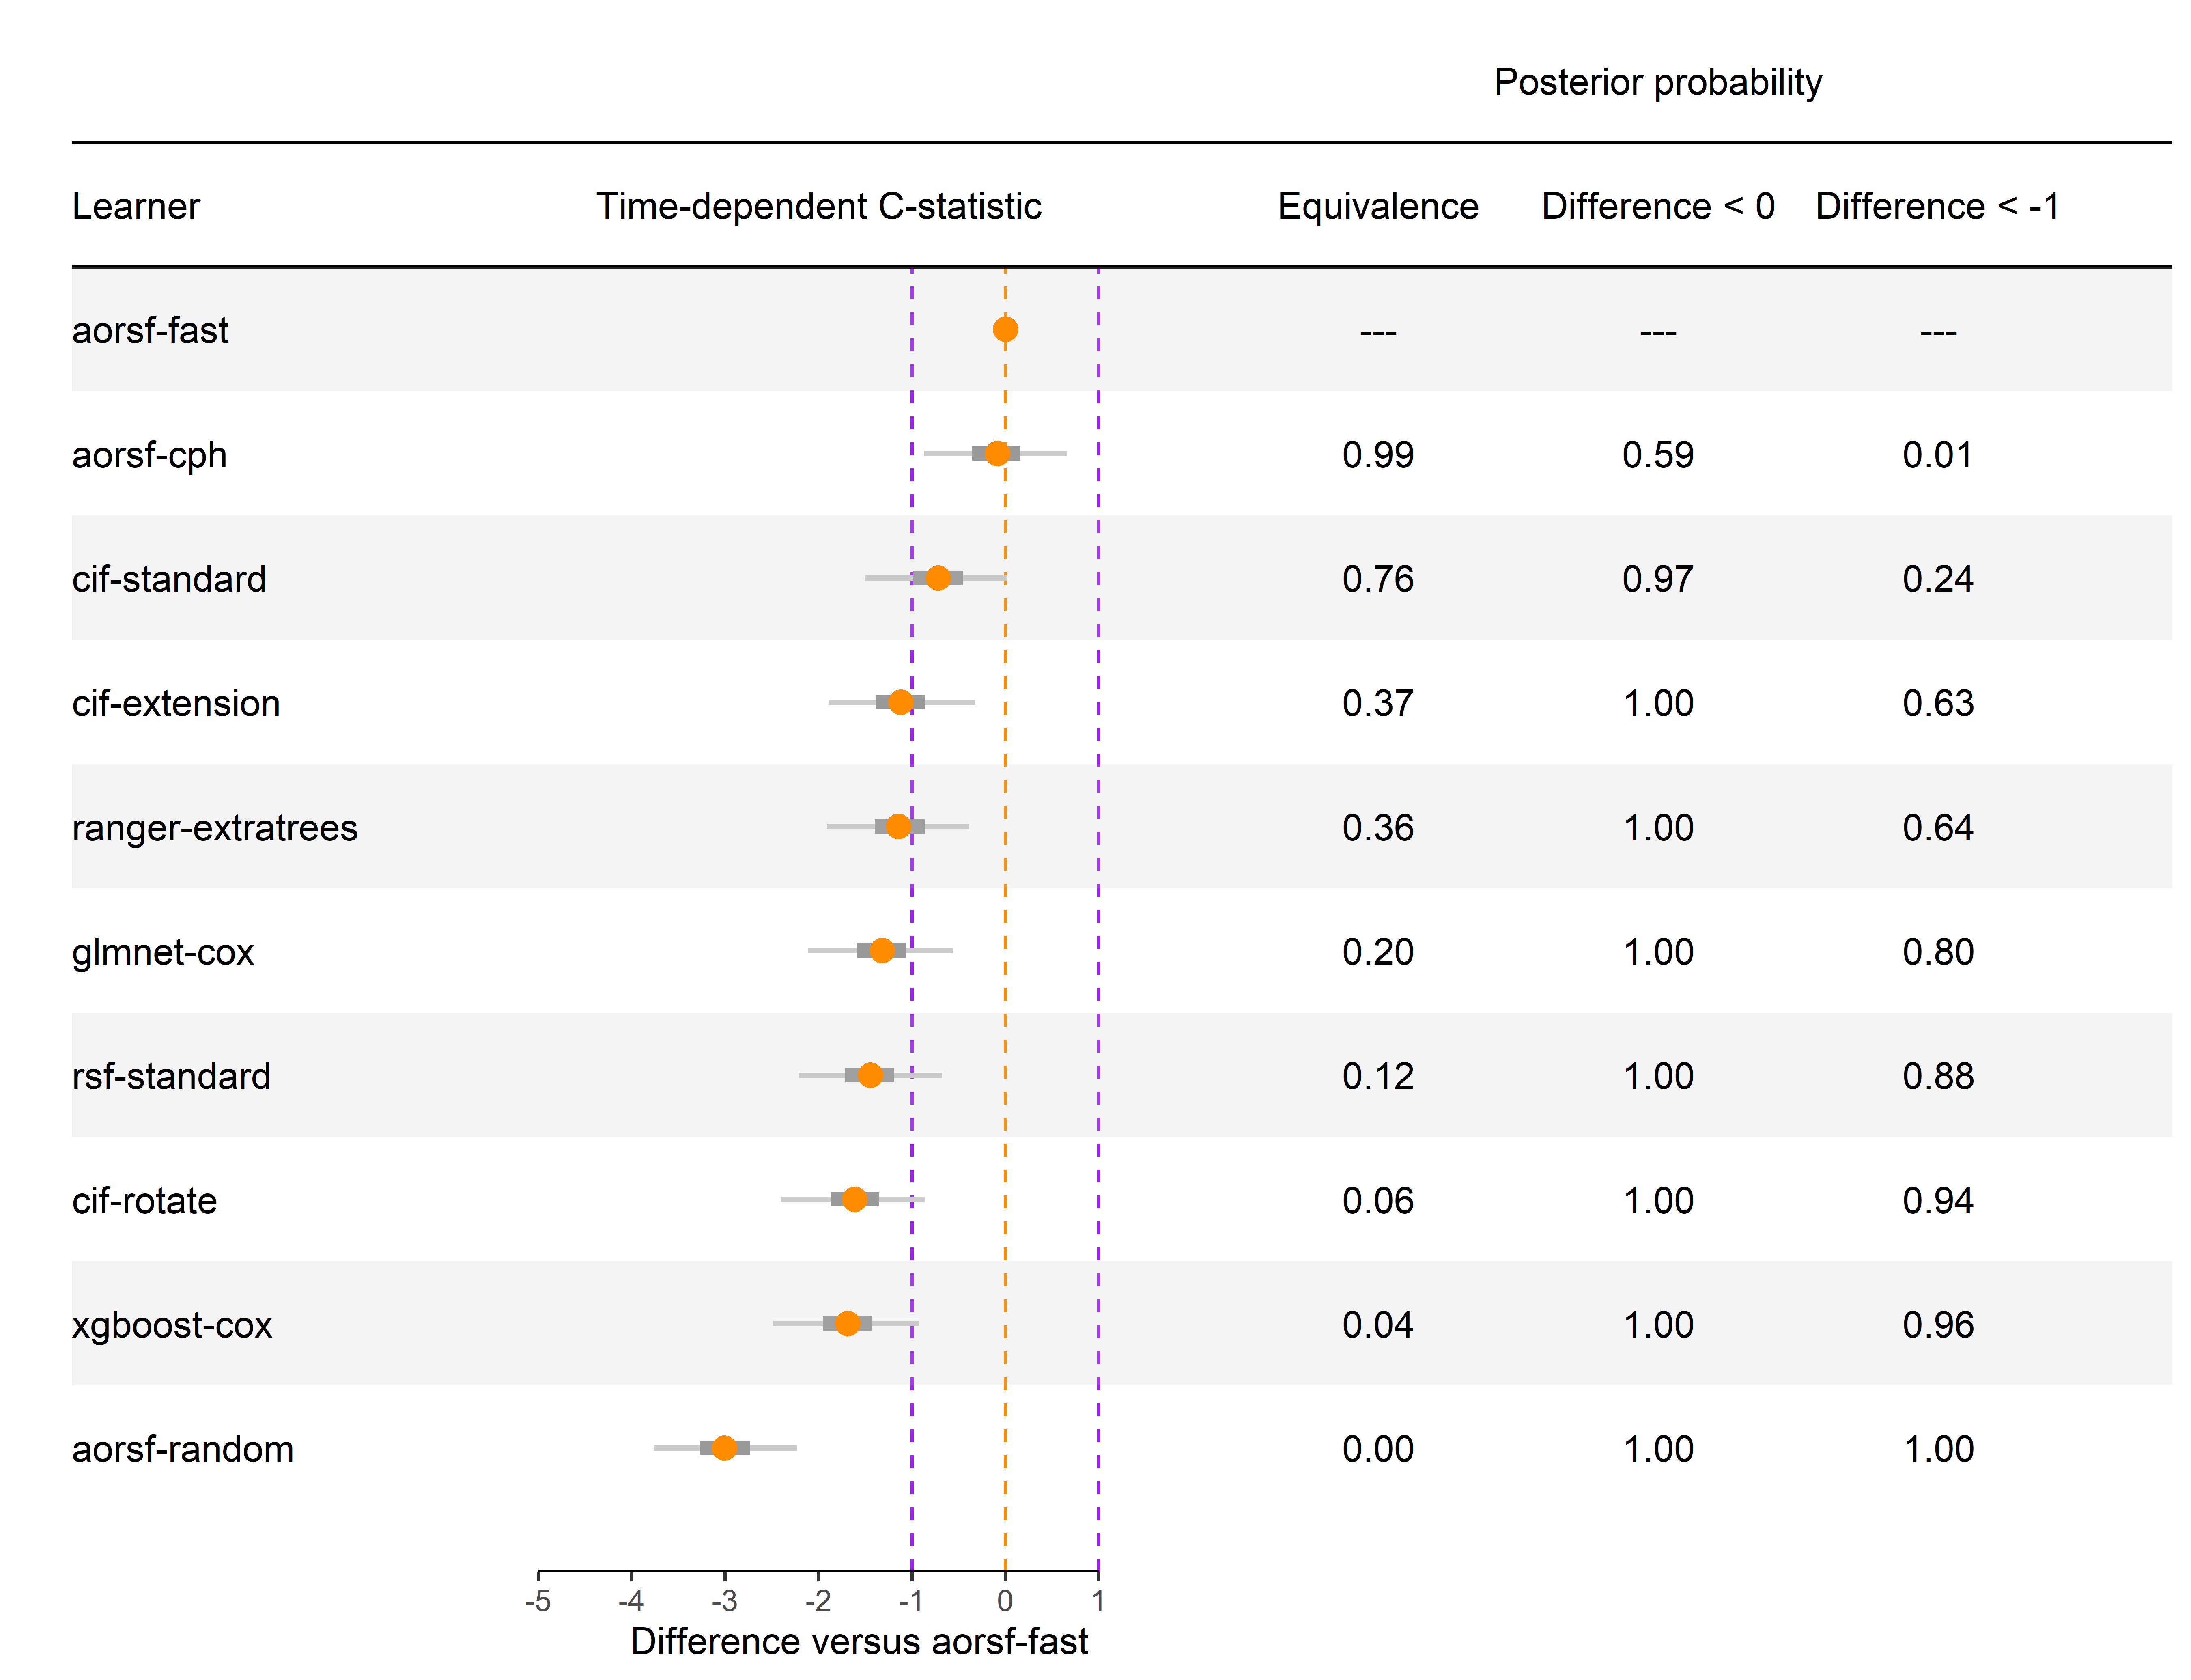 Posterior probability
Learner Time-dependent C-statistic Equivalence Difference < 0 Difference < -1
aorsf-fast --- --- ---
aorsf-cph 0.99 0.59 0.01
cif-standard 0.76 0.97 0.24
cif-extension 0.37 1.00 0.63
ranger-extratrees 0.36 1.00 0.64
glmnet-cox 0.20 1.00 0.80
rsf-standard 0.12 1.00 0.88
cif-rotate 0.06 1.00 0.94
xgboost-cox 0.04 1.00 0.96
aorsf-random 0.00 1.00 1.00
-5 -4 -3 -2 -1 0 1
Difference versus aorsf-fast